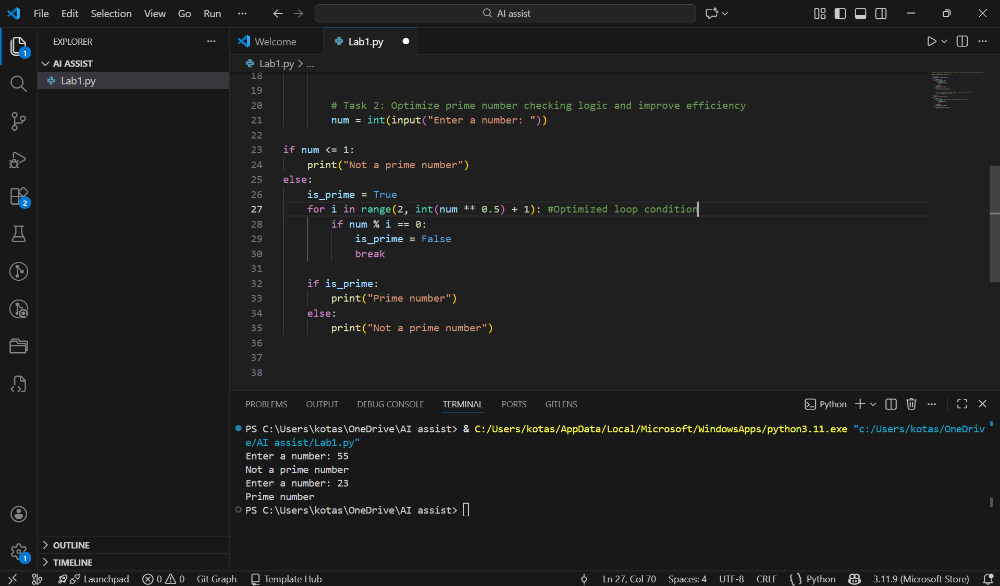 File Edit Selection View Go Run ... AI assist
EXPLORER ...
Welcome Lab1.py
AI ASSIST
Lab1.py
Lab1.py > ...
18
19
20 # Task 2: Optimize prime number checking logic and improve efficiency
21 num = int(input("Enter a number: "))
22
23 if num <= 1:
24 print("Not a prime number")
25 else:
26 is_prime = True
27 for i in range(2, int(num ** 0.5) + 1): #Optimized loop condition
28 if num % i == 0:
29 is_prime = False
30 break
31
32 if is_prime:
33 print("Prime number")
34 else:
35 print("Not a prime number")
36
37
38
1
2
1
PROBLEMS OUTPUT DEBUG CONSOLE TERMINAL PORTS GITLENS Python
PS C:\Users\kotas\OneDrive\AI assist> & C:/Users/kotas/AppData/Local/Microsoft/WindowsApps/python3.11.exe "c:/Users/kotas/OneDriv
e/AI assist/Lab1.py"
Enter a number: 55
Not a prime number
Enter a number: 23
Prime number
PS C:\Users\kotas\OneDrive\AI assist>
OUTLINE
TIMELINE
Launchpad 0 0 Git Graph Template Hub Ln 27, Col 70 Spaces: 4 UTF-8 CRLF {} Python 3.11.9 (Microsoft Store)